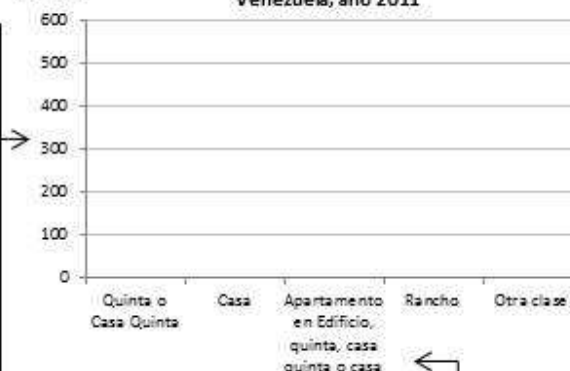 Venezuela, año 2011
600
500
400
300
200
100
0
Quinta o
Casa Quinta
Casa
Apartamento
en Edificio,
quinta, casa
quinta o casa
Rancho
Otra clase